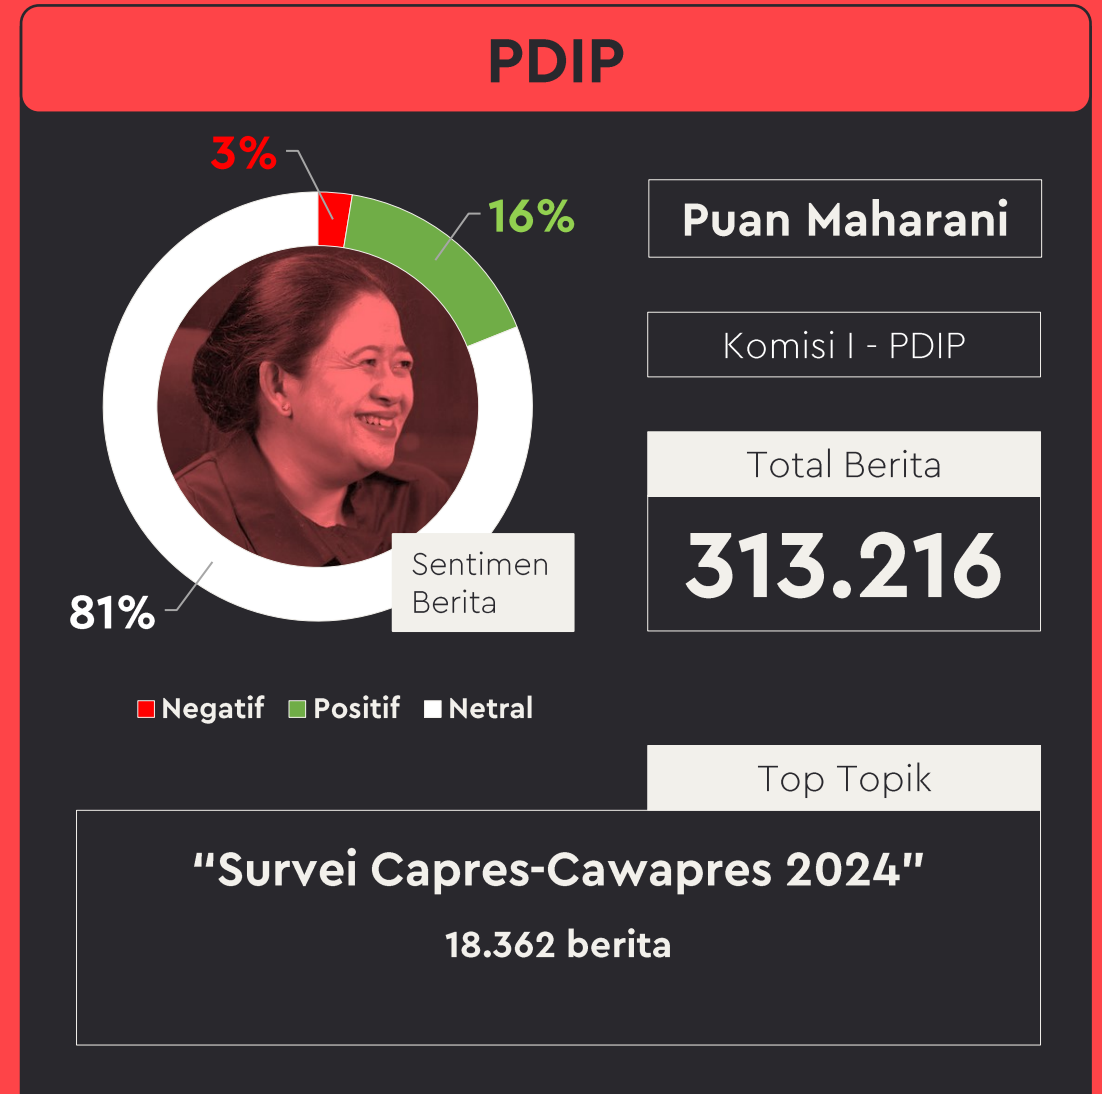 PDIP
3%
16%
81%
Sentimen
Berita
Negatif Positif Netral
Puan Maharani
Komisi I - PDIP
Total Berita
313.216
Top Topik
“Survei Capres-Cawapres 2024”
18.362 berita